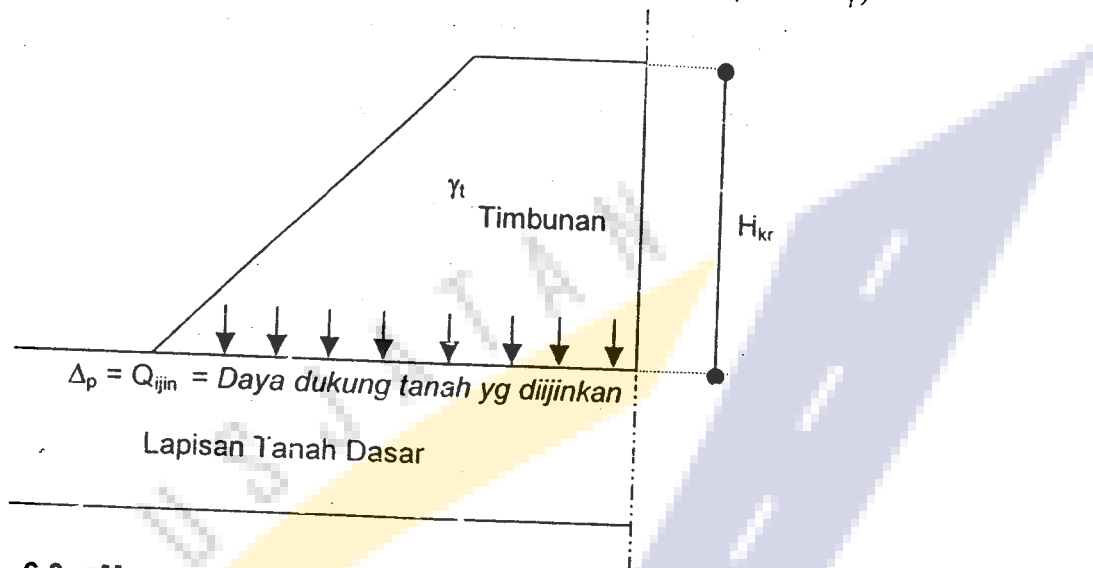 γt
Timbunan
Hkr
Δp = Qijin = Daya dukung tanah yg diijinkan
Lapisan Tanah Dasar